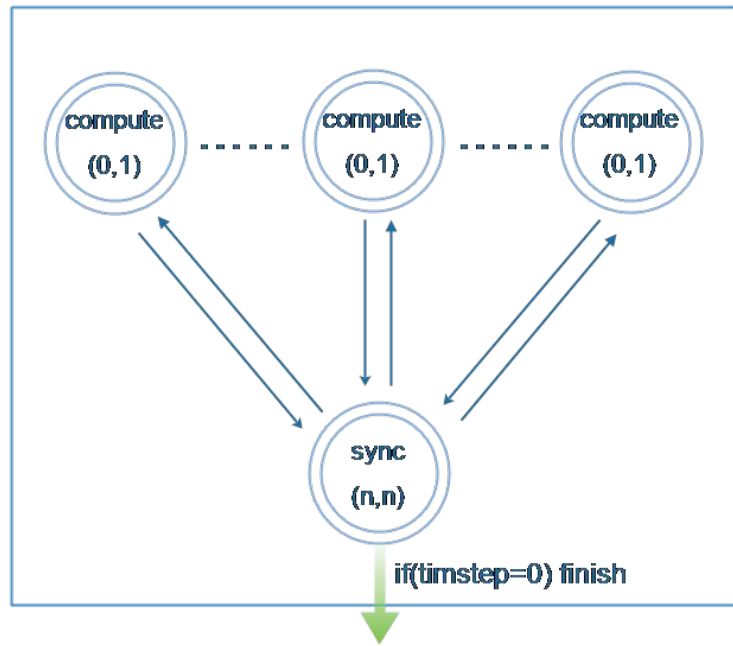 compute
(0,1)
compute
(0,1)
compute
(0,1)
sync
(n,n)
if(timstep=0) finish